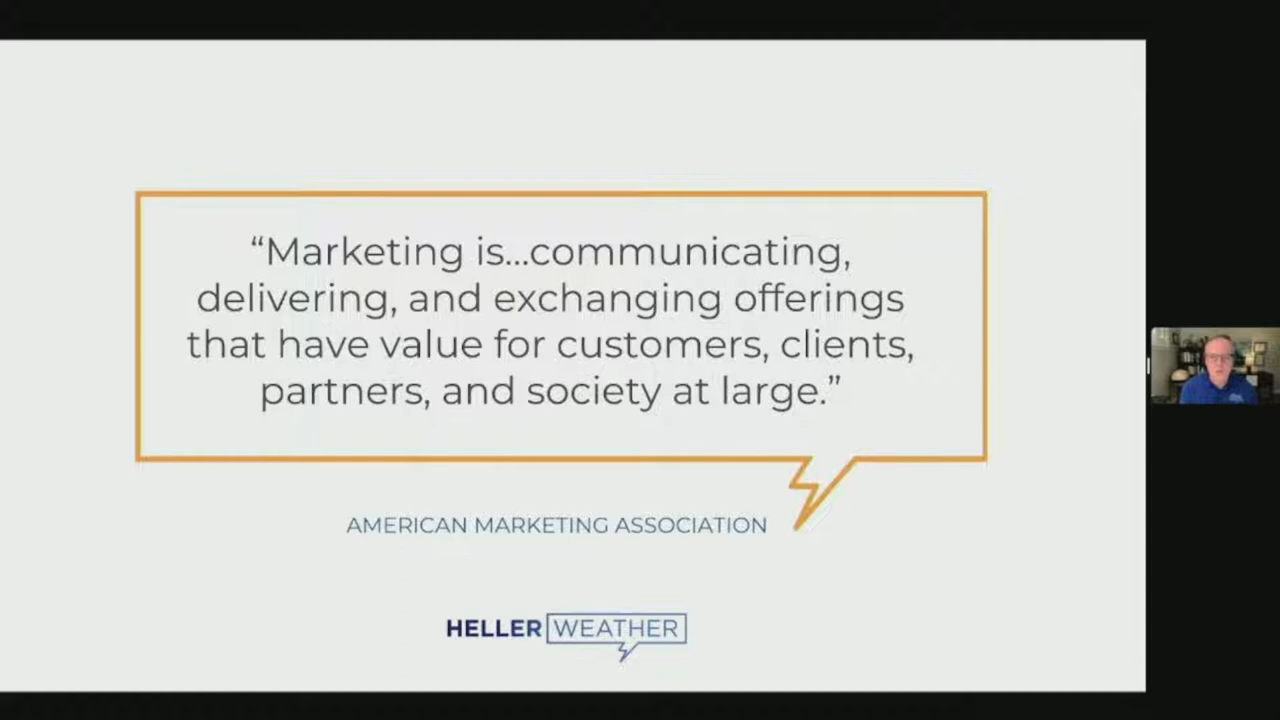 “Marketing is...communicating,
delivering, and exchanging offerings
that have value for customers, clients,
partners, and society at large.”
AMERICAN MARKETING ASSOCIATION
HELLER WEATHER